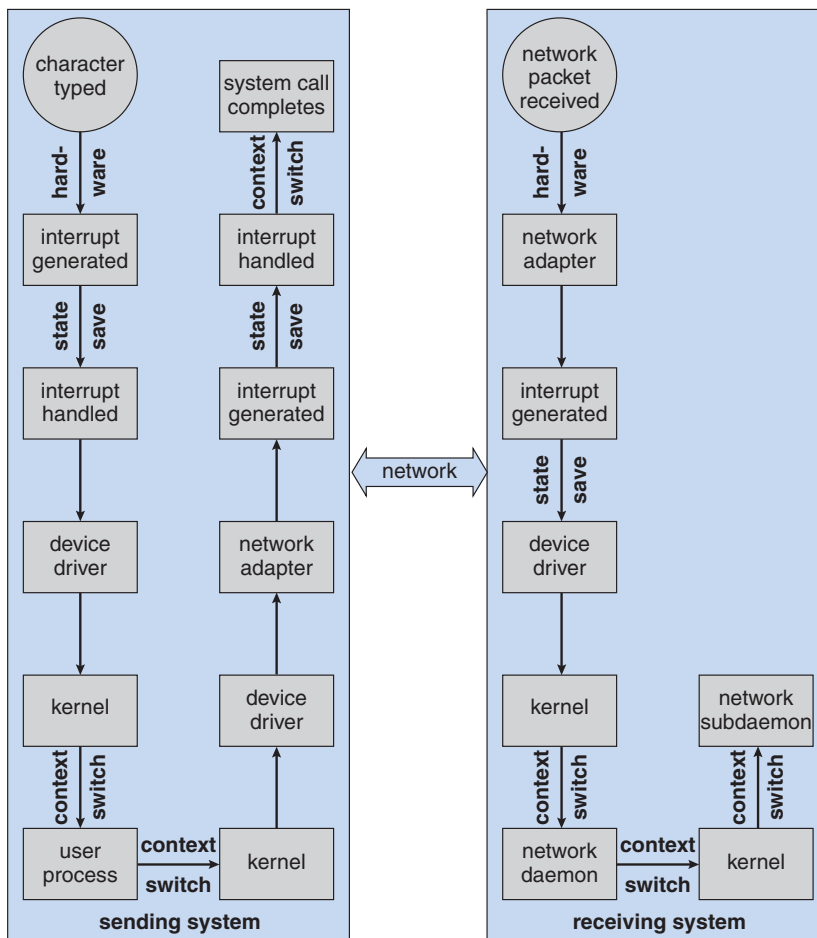 character
typed
hard-
ware
interrupt
generated
state
save
interrupt
handled
device
driver
kernel
context
switch
user
process
context
switch
kernel
device
driver
network
adapter
interrupt
generated
state
save
interrupt
handled
context
switch
system call
completes
sending system
network
network
packet
received
hard-
ware
network
adapter
interrupt
generated
state
save
device
driver
kernel
context
switch
network
daemon
context
switch
kernel
context
switch
network
subdaemon
receiving system